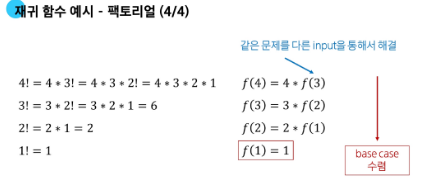 재귀 함수 예시 - 팩토리얼 (4/4)
같은 문제를 다른 input을 통해서 해결
4! = 4 * 3! = 4 * 3 * 2! = 4 * 3 * 2 * 1
3! = 3 * 2! = 3 * 2 * 1 = 6
2! = 2 * 1 = 2
1! = 1
f(4) = 4 * f(3)
f(3) = 3 * f(2)
f(2) = 2 * f(1)
f(1) = 1
base case
수렴